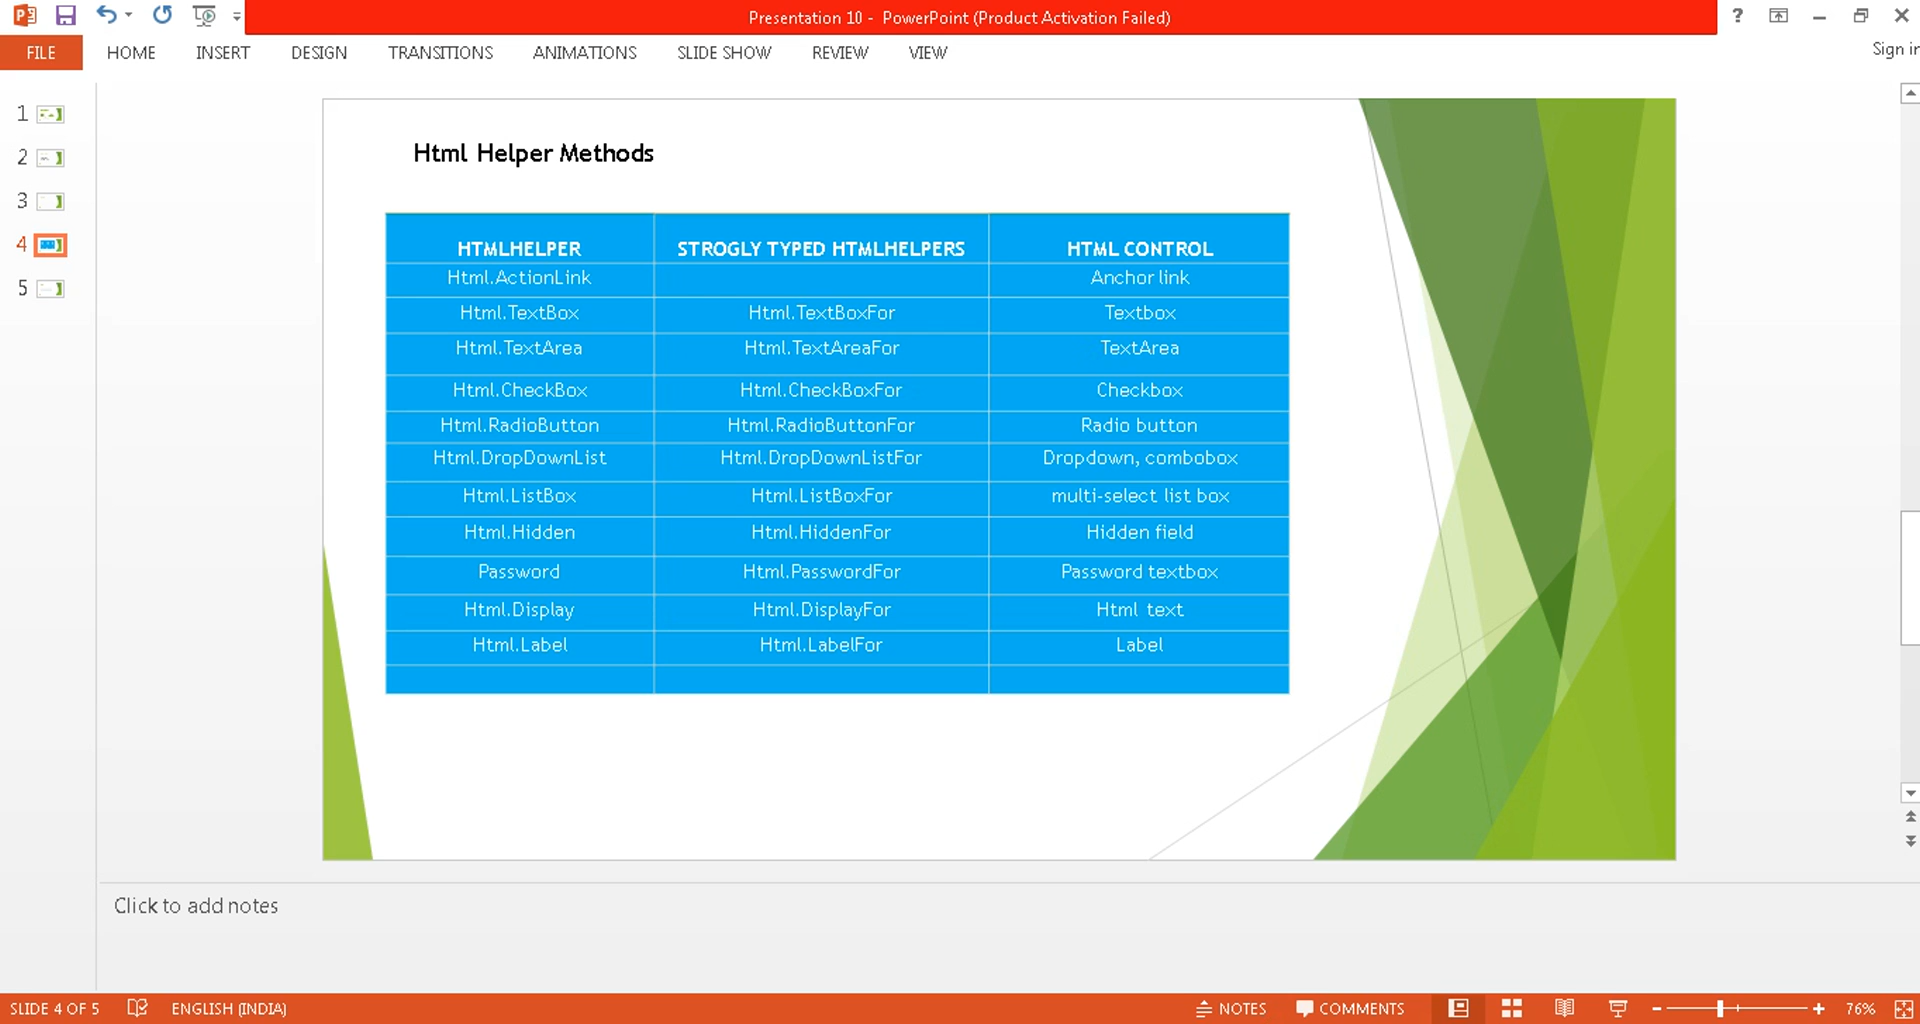 Presentation 10 - PowerPoint (Product Activation Failed)
?
FILE HOME INSERT DESIGN TRANSITIONS ANIMATIONS SLIDE SHOW REVIEW VIEW Sign in
1
2
3
4
5
Html Helper Methods
HTMLHELPER STROGLY TYPED HTMLHELPERS HTML CONTROL
Html.ActionLink Anchor link
Html.TextBox Html.TextBoxFor Textbox
Html.TextArea Html.TextAreaFor TextArea
Html.CheckBox Html.CheckBoxFor Checkbox
Html.RadioButton Html.RadioButtonFor Radio button
Html.DropDownList Html.DropDownListFor Dropdown, combobox
Html.ListBox Html.ListBoxFor multi-select list box
Html.Hidden Html.HiddenFor Hidden field
Password Html.PasswordFor Password textbox
Html.Display Html.DisplayFor Html text
Html.Label Html.LabelFor Label
Click to add notes
SLIDE 4 OF 5 ENGLISH (INDIA) NOTES COMMENTS 76%